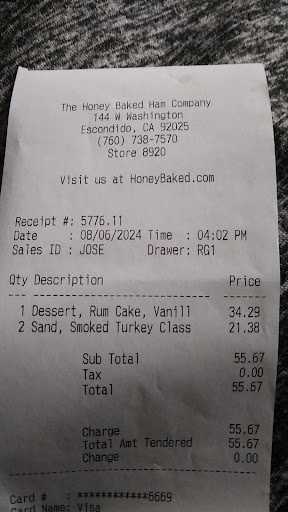 The Honey Baked Ham Company
144 W Washington
Escondido, CA 92025
(760) 738-7570
Store 8920
Visit us at HoneyBaked.com
Receipt #: 5776.11
Date : 08/06/2024 Time : 04:02 PM
Sales ID : JOSE Drawer: RG1
Qty Description Price
1 Dessert, Rum Cake, Vanill 34.29
2 Sand, Smoked Turkey Class 21.38
Sub Total 55.67
Tax 0.00
Total 55.67
Charge 55.67
Total Amt Tendered 55.67
Change 0.00
Card # : ************6669
Card Name: Visa